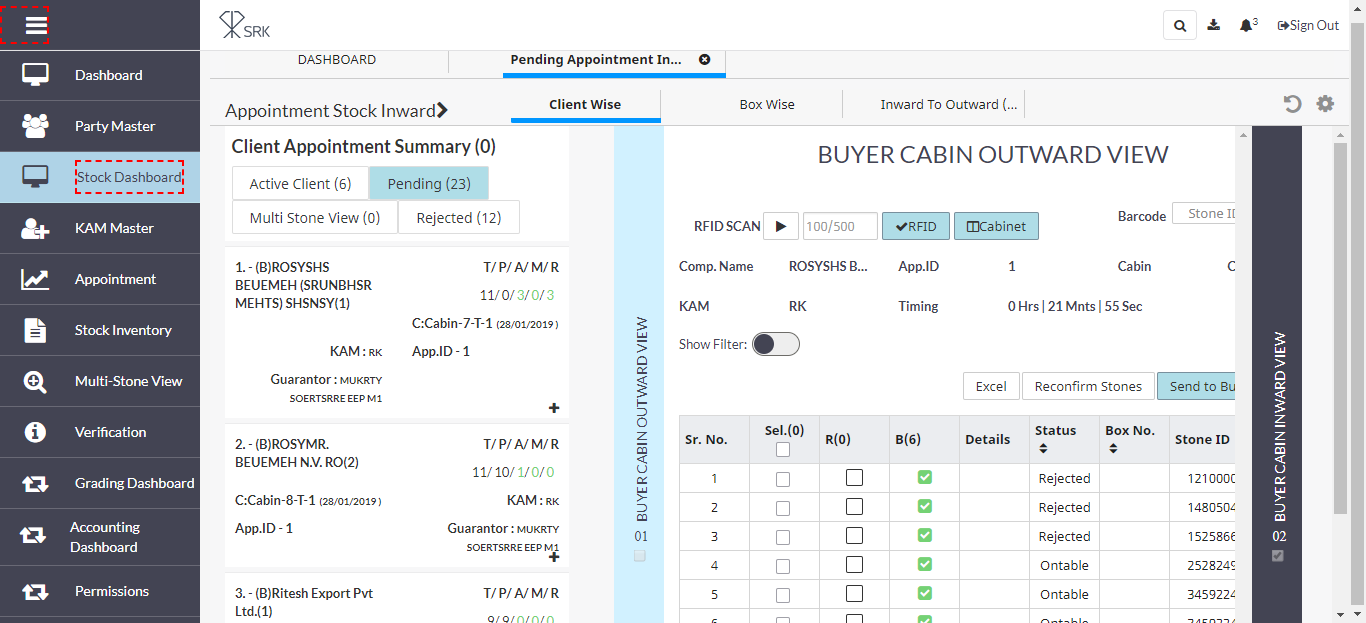 SRK
3
Sign Out
Dashboard
Party Master
Stock Dashboard
KAM Master
Appointment
Stock Inventory
Multi-Stone View
Verification
Grading Dashboard
Accounting
Dashboard
Permissions
DASHBOARD
Pending Appointment In...
Appointment Stock Inward
Client Wise
Box Wise
Inward To Outward (...
Client Appointment Summary (0)
Active Client (6)
Pending (23)
Multi Stone View (0)
Rejected (12)
1. - (B)ROSYSHS
BEUEMEH (SRUNBHSR
MEHTS) SHSNSY(1)
T/ P/ A/ M/ R
11/ 0/ 3/ 0/ 3
C:Cabin-7-T-1 (28/01/2019 )
KAM : RK
App.ID - 1
Guarantor : MUKRTY
SOERTSRRE EEP M1
2. - (B)ROSYMR.
BEUEMEH N.V. RO(2)
T/ P/ A/ M/ R
11/ 10/ 1/ 0/ 0
C:Cabin-8-T-1 (28/01/2019 )
KAM : RK
App.ID - 1
Guarantor : MUKRTY
SOERTSRRE EEP M1
3. - (B)Ritesh Export Pvt
Ltd.(1)
T/ P/ A/ M/ R
9/ 9/ 0/ 0/ 0
BUYER CABIN OUTWARD VIEW
01
BUYER CABIN OUTWARD VIEW
RFID SCAN
100/500
RFID
Cabinet
Barcode
Stone ID
Comp. Name
ROSYSHS B...
App.ID
1
Cabin
C
KAM
RK
Timing
0 Hrs | 21 Mnts | 55 Sec
Show Filter:
Excel
Reconfirm Stones
Send to Bu
Sr. No.
Sel.(0)
R(0)
B(6)
Details
Status
Box No.
Stone ID
1
Rejected
1210000
2
Rejected
1480504
3
Rejected
1525866
4
Ontable
2528249
5
Ontable
3459224
BUYER CABIN INWARD VIEW
02